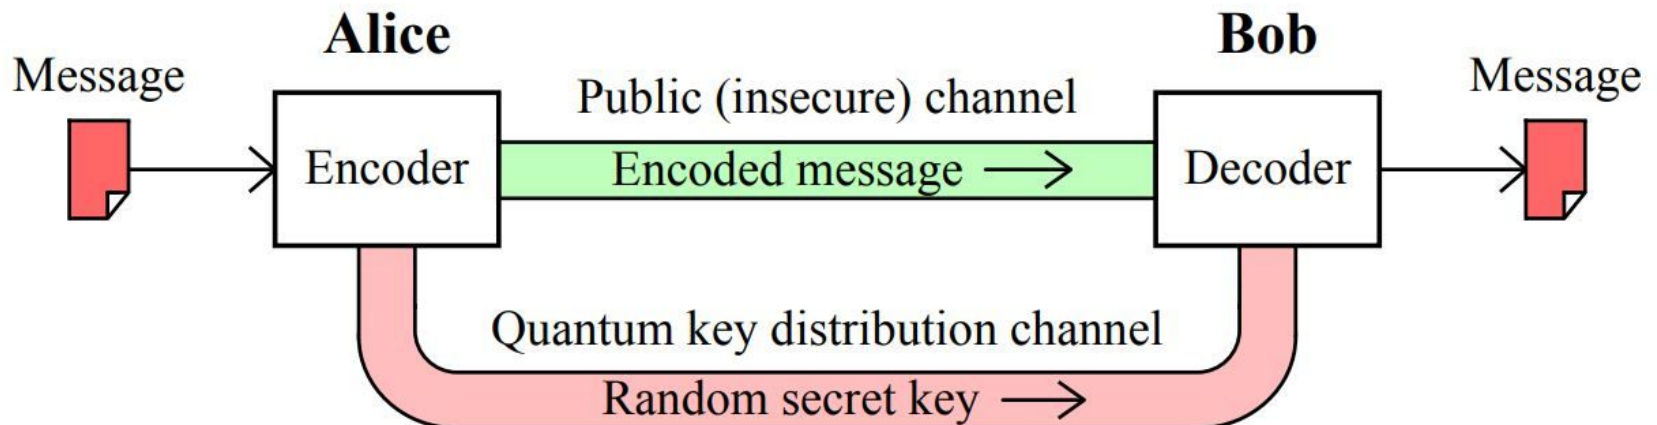 Alice
Bob
Message
Message
Public (insecure) channel
Encoder
Encoded message
Decoder
Quantum key distribution channel
Random secret key